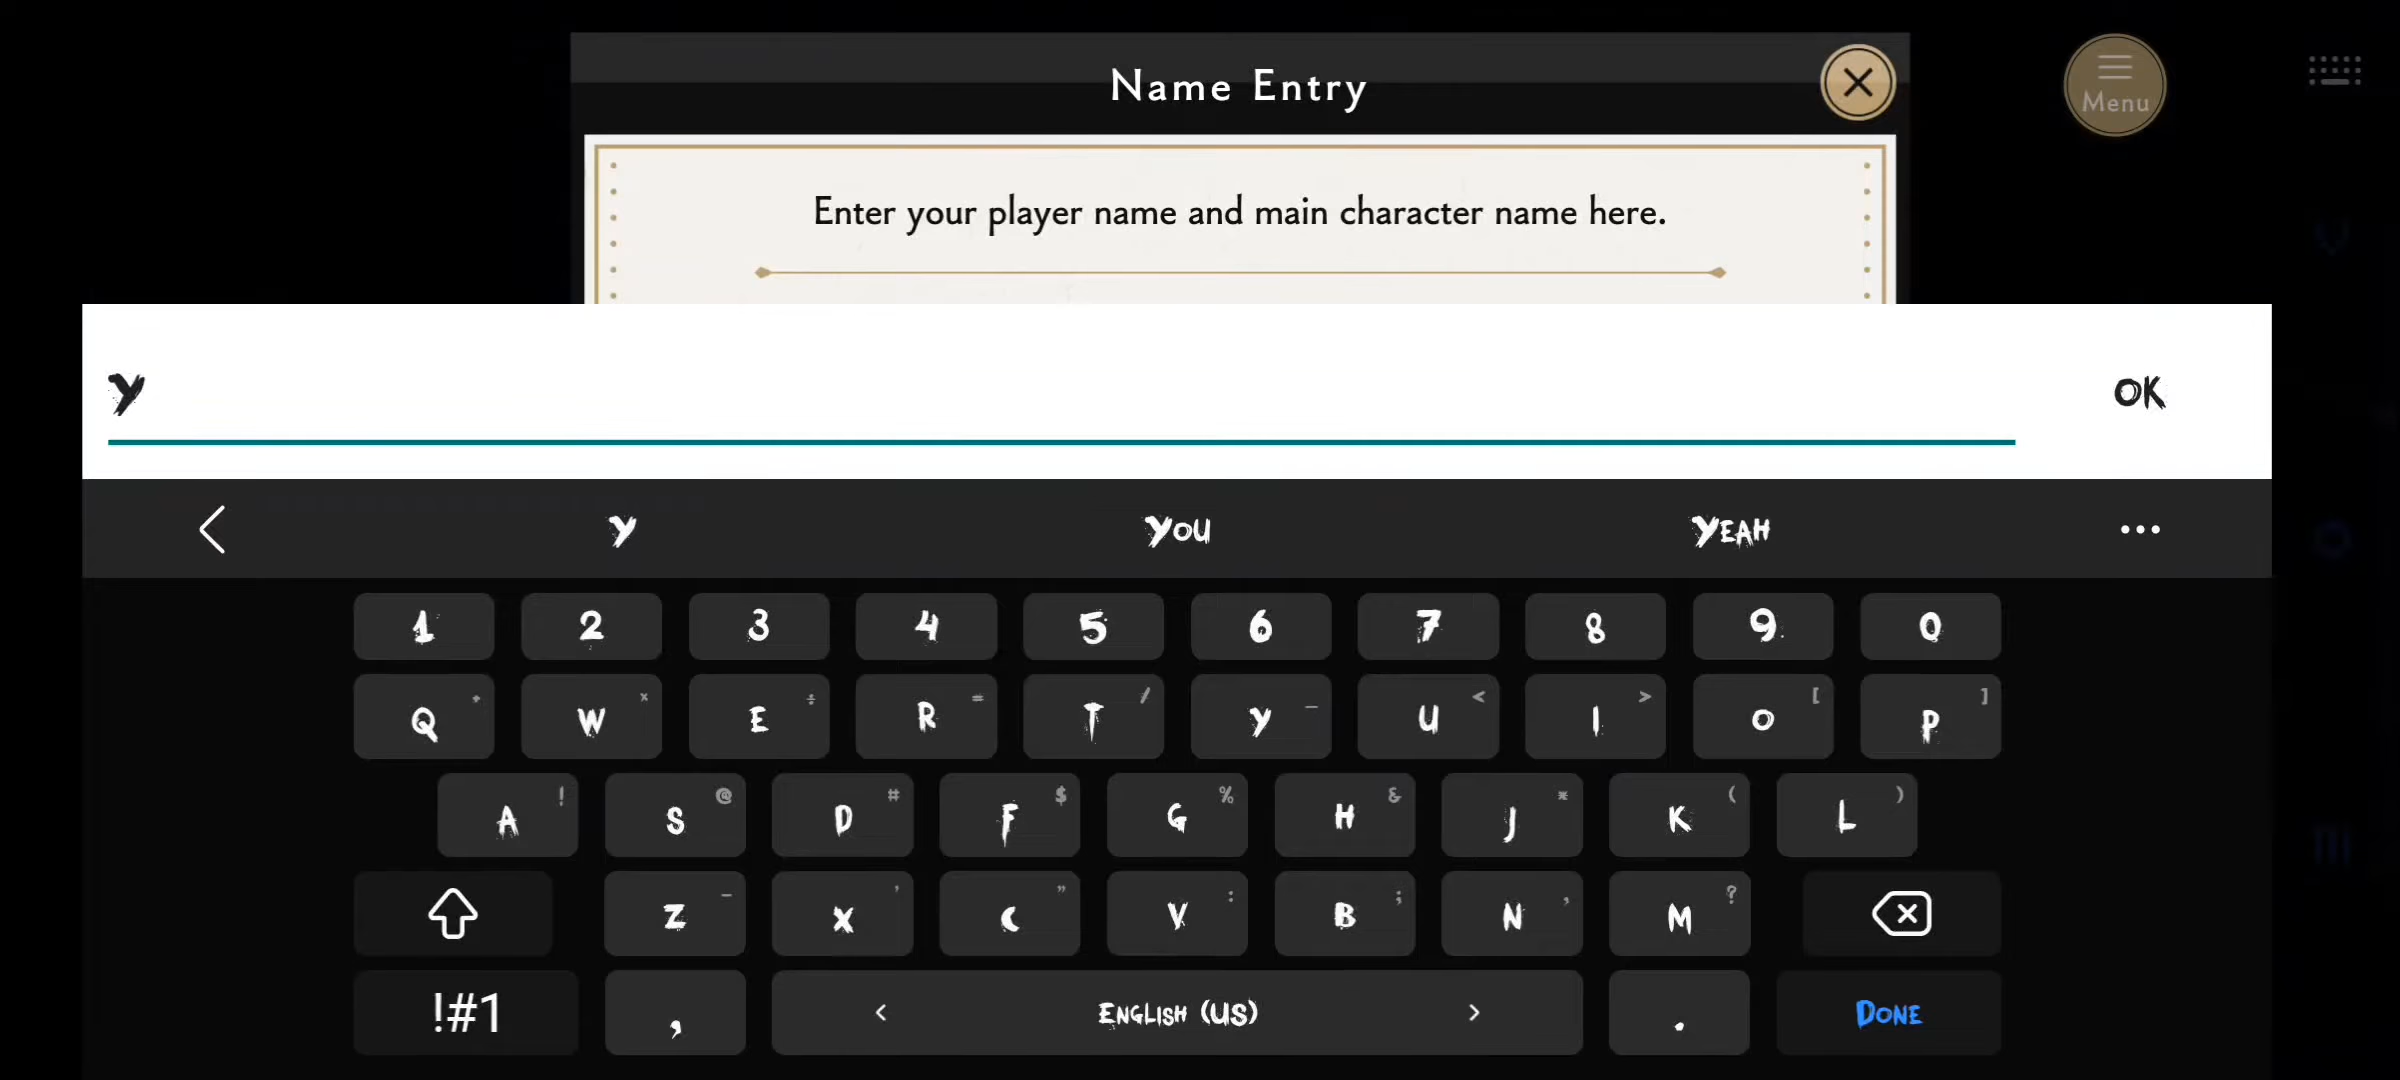 Name Entry
Menu
Enter your player name and main character name here.
Y
OK
Y You Yeah ...
1 2 3 4 5 6 7 8 9 0
Q + W × E ÷ R = T / Y _ U < I > O [ P ]
A ! S @ D # F $ G % H & J * K ( L )
Z - X ' C " V : B ; N , M ?
!#1 , < English (US) > . Done